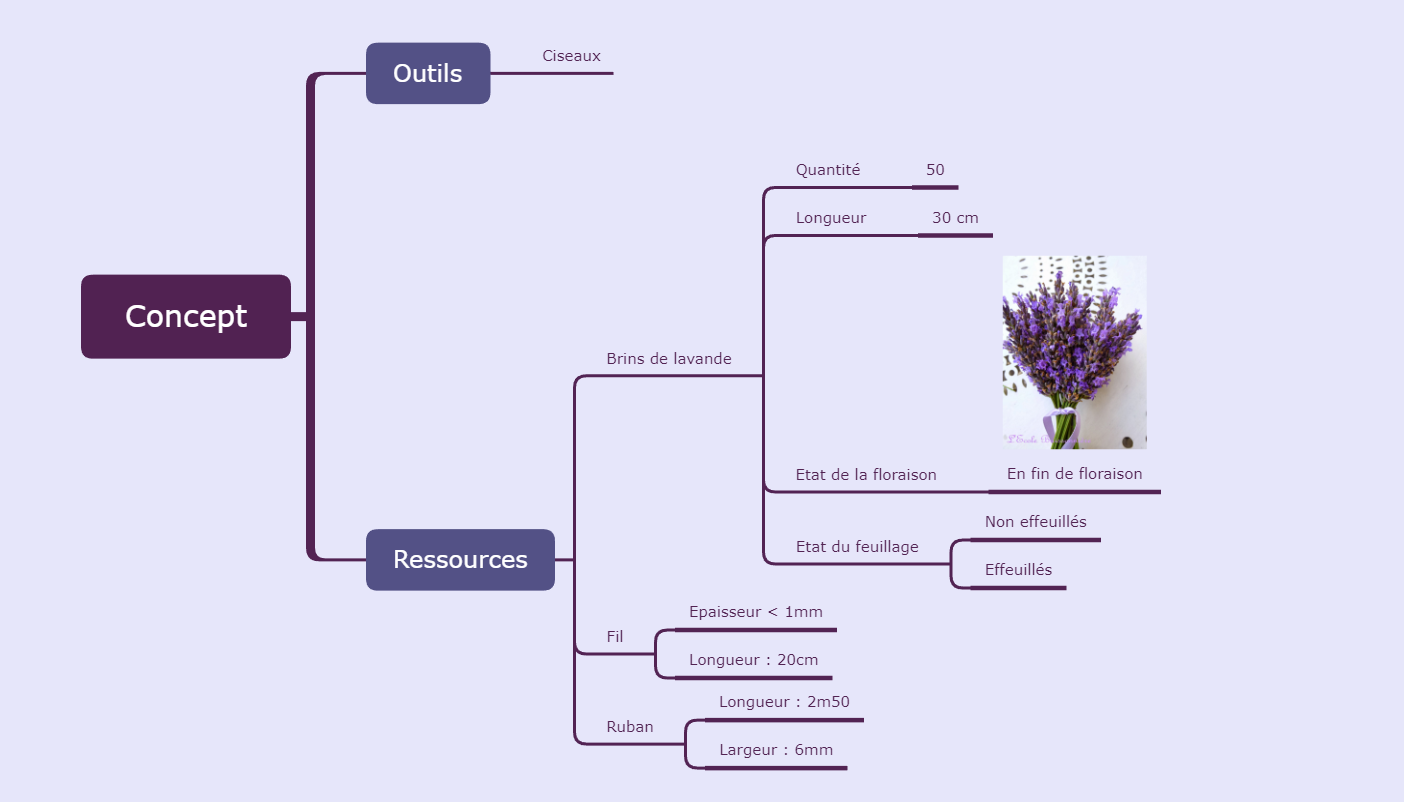 Ciseaux
Outils
Quantité
50
Longueur
30 cm
Concept
Brins de lavande
Etat de la floraison
En fin de floraison
Non effeuillés
Etat du feuillage
Effeuillés
Ressources
Epaisseur < 1mm
Fil
Longueur : 20cm
Longueur : 2m50
Ruban
Largeur : 6mm